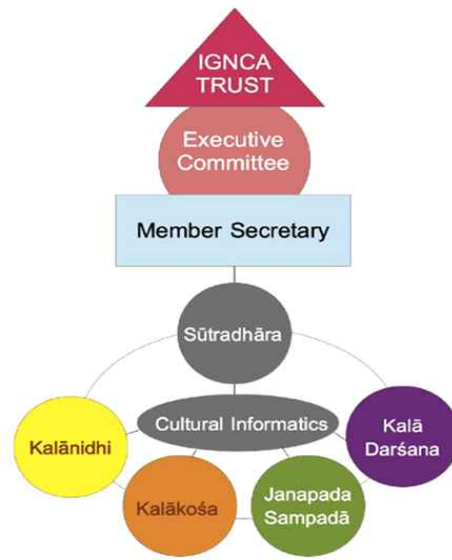 IGNCA
TRUST
Executive
Committee
Member Secretary
Sūtradhāra
Cultural Informatics
Kalānidhi
Kalākośa
Janapada
Sampadā
Kalā
Darśana